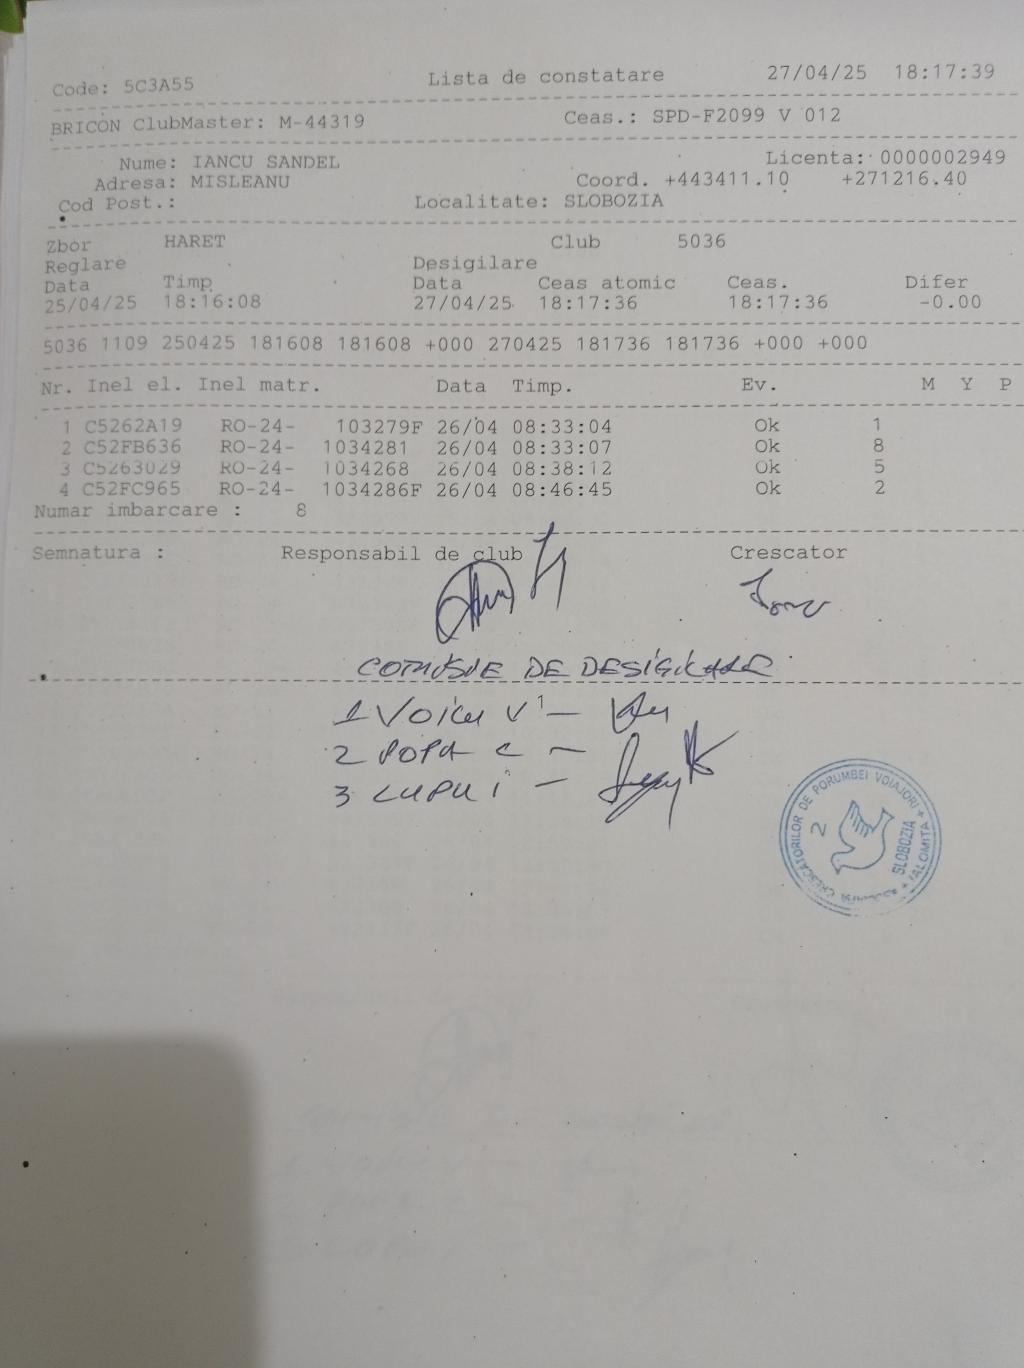 Code: 5C3A55 Lista de constatare 27/04/25 18:17:39
BRICON ClubMaster: M-44319 Ceas.: SPD-F2099 V 012
Nume: IANCU SANDEL Licenta: 0000002949
Adresa: MISLEANU Coord. +443411.10 +271216.40
Cod Post.: Localitate: SLOBOZIA
Zbor HARET Club 5036
Reglare Desigilare
Data Timp Data Ceas atomic Ceas. Difer
25/04/25 18:16:08 27/04/25 18:17:36 18:17:36 -0.00
5036 1109 250425 181608 181608 +000 270425 181736 181736 +000 +000
Nr. Inel el. Inel matr. Data Timp. Ev. M Y P
1 C5262A19 RO-24- 103279F 26/04 08:33:04 Ok 1
2 C52FB636 RO-24- 1034281 26/04 08:33:07 Ok 8
3 C5263029 RO-24- 1034268 26/04 08:38:12 Ok 5
4 C52FC965 RO-24- 1034286F 26/04 08:46:45 Ok 2
Numar imbarcare : 8
Semnatura : Responsabil de club Crescator
DE DESIGILARE
1 Voicu V -
2 POPA C -
3 LUPU i -
CRESCATORILOR DE PORUMBEI VOIAJORI + IALOMITA +
SLOBOZIA
2